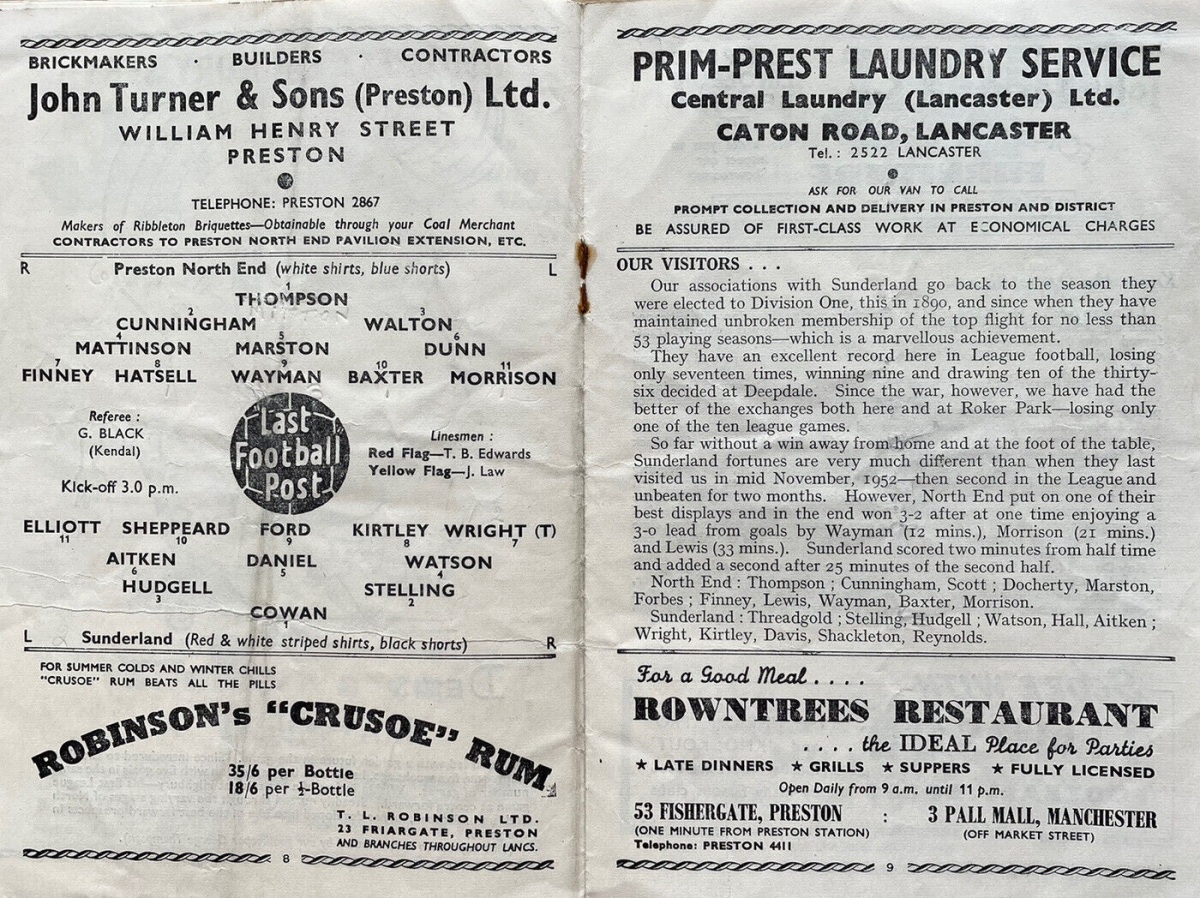 BRICKMAKERS · BUILDERS · CONTRACTORS
John Turner & Sons (Preston) Ltd.
WILLIAM HENRY STREET
PRESTON
TELEPHONE: PRESTON 2867
Makers of Ribbleton Briquettes—Obtainable through your Coal Merchant
CONTRACTORS TO PRESTON NORTH END PAVILION EXTENSION, ETC.
R Preston North End (white shirts, blue shorts) L
1
THOMPSON
2 3
CUNNINGHAM WALTON
4 5 6
MATTINSON MARSTON DUNN
7 8 9 10 11
FINNEY HATSELL WAYMAN BAXTER MORRISON
Referee :
G. BLACK
(Kendal)
Kick-off 3.0 p.m.
Last
Football
Post
Linesmen :
Red Flag—T. B. Edwards
Yellow Flag—J. Law
ELLIOTT SHEPPEARD FORD KIRTLEY WRIGHT (T)
11 10 9 8 7
AITKEN DANIEL WATSON
6 5 4
HUDGELL STELLING
3 2
COWAN
1
L Sunderland (Red & white striped shirts, black shorts) R
FOR SUMMER COLDS AND WINTER CHILLS
"CRUSOE" RUM BEATS ALL THE PILLS
ROBINSON's "CRUSOE" RUM
35/6 per Bottle
18/6 per ½-Bottle
T. L. ROBINSON LTD.
23 FRIARGATE, PRESTON
AND BRANCHES THROUGHOUT LANCS.
8
PRIM-PREST LAUNDRY SERVICE
Central Laundry (Lancaster) Ltd.
CATON ROAD, LANCASTER
Tel.: 2522 LANCASTER
ASK FOR OUR VAN TO CALL
PROMPT COLLECTION AND DELIVERY IN PRESTON AND DISTRICT
BE ASSURED OF FIRST-CLASS WORK AT ECONOMICAL CHARGES
OUR VISITORS . . .
Our associations with Sunderland go back to the season they
were elected to Division One, this in 1890, and since when they have
maintained unbroken membership of the top flight for no less than
53 playing seasons—which is a marvellous achievement.
They have an excellent record here in League football, losing
only seventeen times, winning nine and drawing ten of the thirty-
six decided at Deepdale. Since the war, however, we have had the
better of the exchanges both here and at Roker Park—losing only
one of the ten league games.
So far without a win away from home and at the foot of the table,
Sunderland fortunes are very much different than when they last
visited us in mid November, 1952—then second in the League and
unbeaten for two months. However, North End put on one of their
best displays and in the end won 3-2 after at one time enjoying a
3-0 lead from goals by Wayman (12 mins.), Morrison (21 mins.)
and Lewis (33 mins.). Sunderland scored two minutes from half time
and added a second after 25 minutes of the second half.
North End : Thompson ; Cunningham, Scott ; Docherty, Marston,
Forbes ; Finney, Lewis, Wayman, Baxter, Morrison.
Sunderland : Threadgold ; Stelling, Hudgell ; Watson, Hall, Aitken ;
Wright, Kirtley, Davis, Shackleton, Reynolds.
For a Good Meal . . . .
ROWNTREES RESTAURANT
. . . . the IDEAL Place for Parties
★ LATE DINNERS ★ GRILLS ★ SUPPERS ★ FULLY LICENSED
Open Daily from 9 a.m. until 11 p.m.
53 FISHERGATE, PRESTON : 3 PALL MALL, MANCHESTER
(ONE MINUTE FROM PRESTON STATION) (OFF MARKET STREET)
Telephone: PRESTON 4411
9